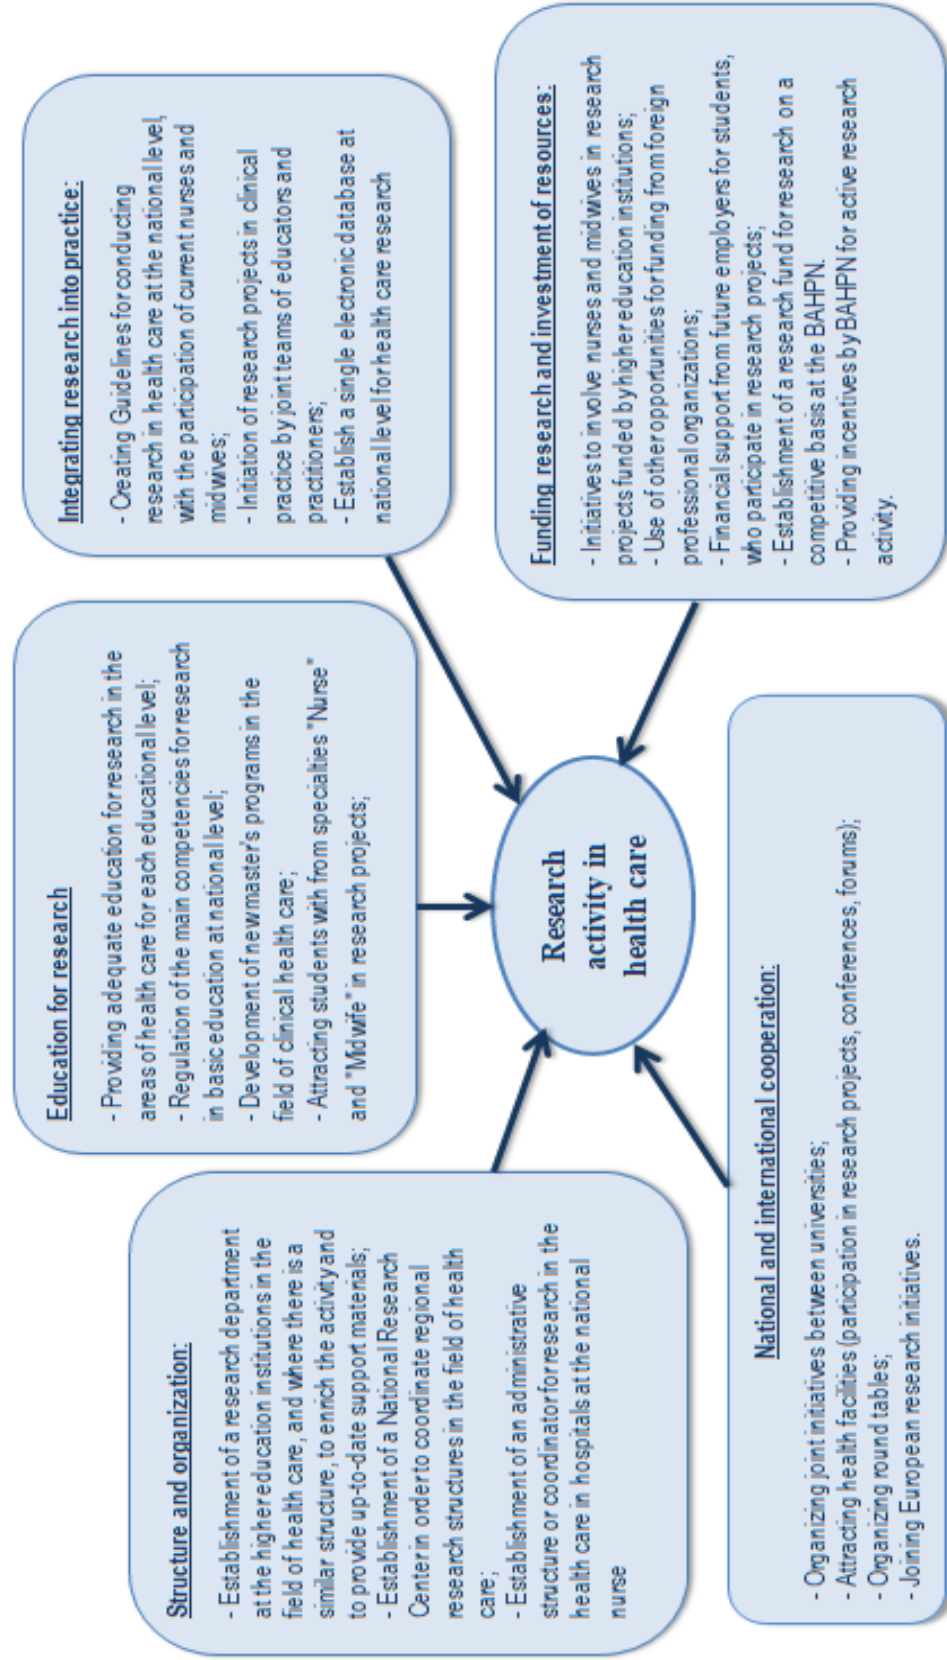 Structure and organization:
- Establishment of a research department
at the higher education institutions in the
field of health care, and where there is a
similar structure, to enrich the activity and
to provide up-to-date support materials;
- Establishment of a National Research
Center in order to coordinate regional
research structures in the field of health
care;
- Establishment of an administrative
structure or coordinator for research in the
health care in hospitals at the national
nurse
Education for research
- Providing adequate education for research in the
areas of health care for each educational level;
- Regulation of the main competencies for research
in basic education at national level;
- Development of new master's programs in the
field of clinical health care;
- Attracting students with from specialties "Nurse"
and "Midwife" in research projects;
Integrating research into practice:
- Creating Guidelines for conducting
research in health care at the national level,
with the participation of current nurses and
midwives;
- Initiation of research projects in clinical
practice by joint teams of educators and
practitioners;
- Establish a single electronic database at
national level for health care research
Research
activity in
health care
National and international cooperation:
- Organizing joint initiatives between universities;
- Attracting health facilities (participation in research projects, conferences, forums);
- Organizing round tables;
- Joining European research initiatives.
Funding research and investment of resources:
- Initiatives to involve nurses and midwives in research
projects funded by higher education institutions;
- Use of other opportunities for funding from foreign
professional organizations;
- Financial support from future employers for students,
who participate in research projects;
- Establishment of a research fund for research on a
competitive basis at the BAHPN.
- Providing incentives by BAHPN for active research
activity.